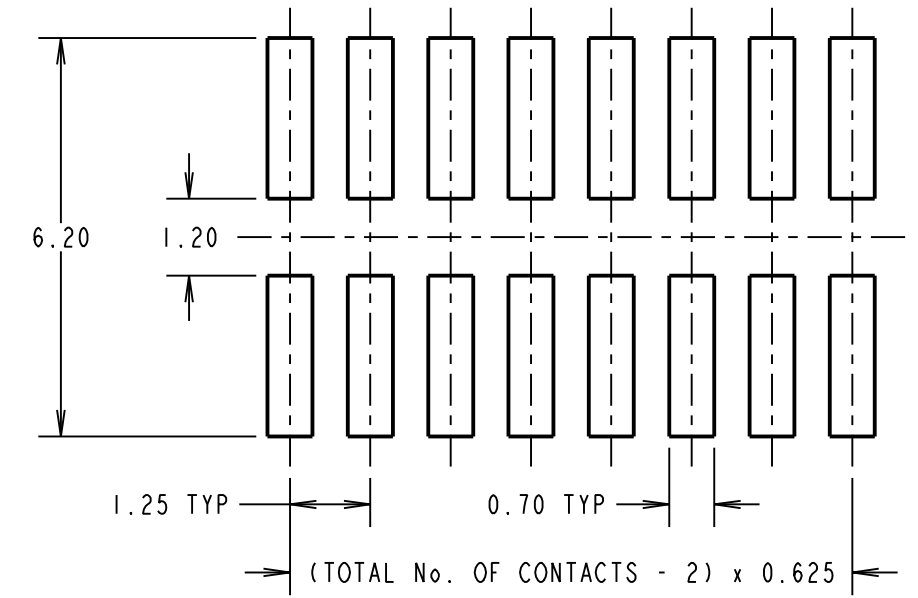 6.20
1.20
1.25 TYP
0.70 TYP
(TOTAL No. OF CONTACTS - 2) x 0.625